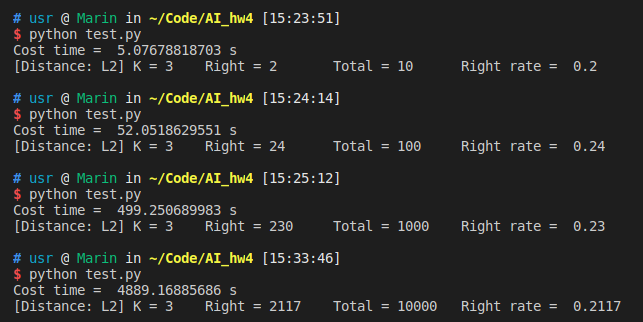 # usr @ Marin in ~/Code/AI_hw4 [15:23:51]
$ python test.py
Cost time =  5.07678818703 s
[Distance: L2] K = 3    Right = 2       Total = 10      Right rate =  0.2
# usr @ Marin in ~/Code/AI_hw4 [15:24:14]
$ python test.py
Cost time =  52.0518629551 s
[Distance: L2] K = 3    Right = 24      Total = 100     Right rate =  0.24
# usr @ Marin in ~/Code/AI_hw4 [15:25:12]
$ python test.py
Cost time =  499.250689983 s
[Distance: L2] K = 3    Right = 230     Total = 1000    Right rate =  0.23
# usr @ Marin in ~/Code/AI_hw4 [15:33:46]
$ python test.py
Cost time =  4889.16885686 s
[Distance: L2] K = 3    Right = 2117    Total = 10000   Right rate =  0.2117